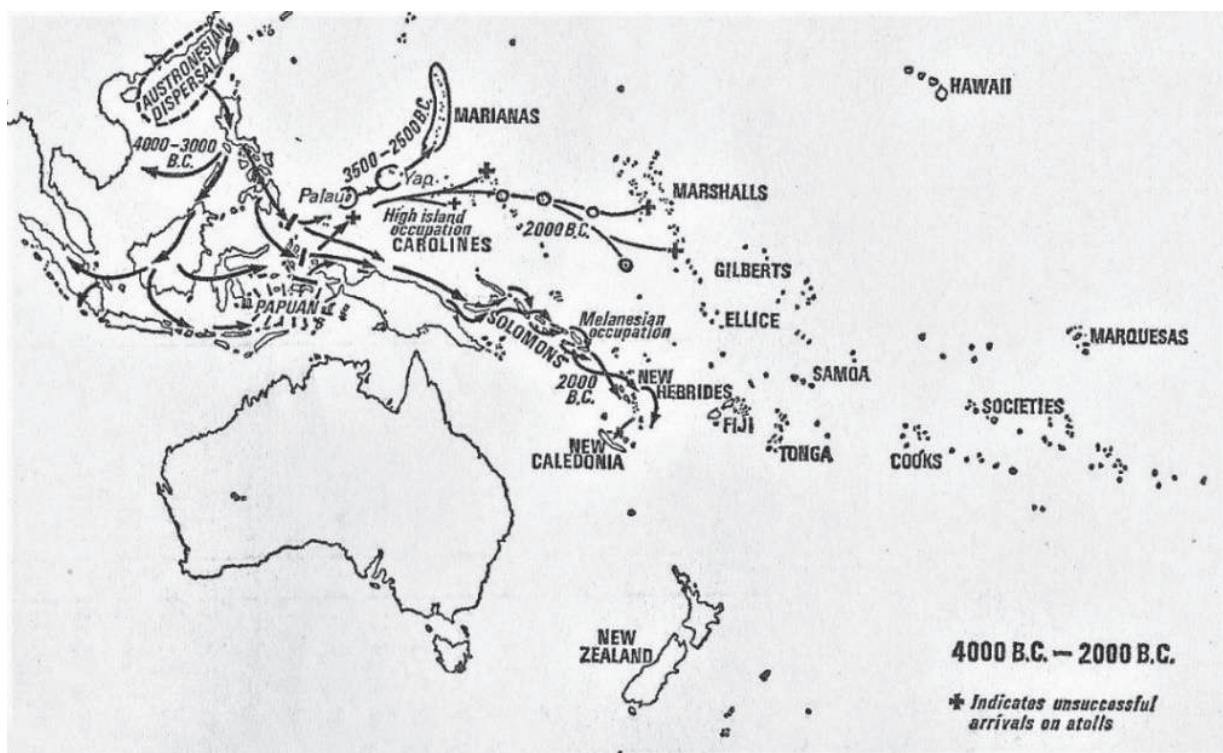 AUSTRONESIAN
DISPERSAL
4000–3000
B.C.
3500–2500 B.C.
MARIANAS
HAWAII
Palau
Yap
High island
occupation
CAROLINES
2000 B.C.
MARSHALLS
GILBERTS
PAPUAN
SOLOMONS
Melanesian
occupation
ELLICE
MARQUESAS
2000
B.C.
NEW
HEBRIDES
SAMOA
SOCIETIES
FIJI
NEW
CALEDONIA
TONGA
COOKS
NEW
ZEALAND
4000 B.C. – 2000 B.C.
✚ Indicates unsuccessful
arrivals on atolls